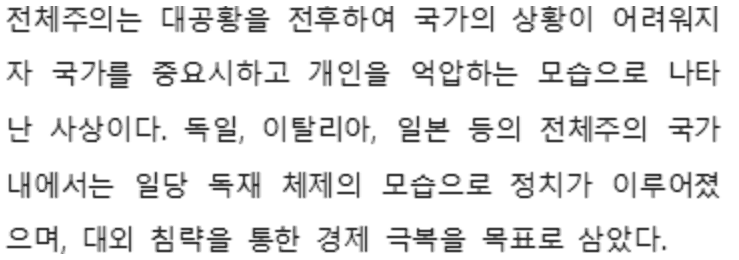 전체주의는 대공황을 전후하여 국가의 상황이 어려워지
자 국가를 중요시하고 개인을 억압하는 모습으로 나타
난 사상이다. 독일, 이탈리아, 일본 등의 전체주의 국가
내에서는 일당 독재 체제의 모습으로 정치가 이루어졌
으며, 대외 침략을 통한 경제 극복을 목표로 삼았다.